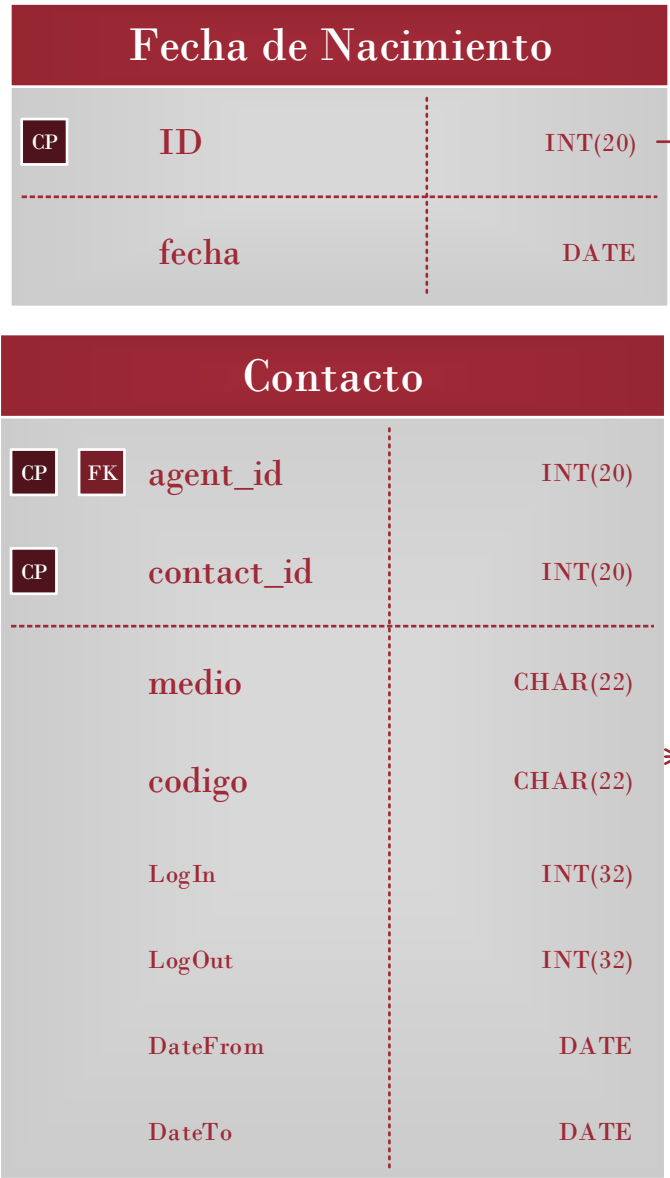 Fecha de Nacimiento
CP ID INT(20)
fecha DATE
Contacto
CP FK agent_id INT(20)
CP contact_id INT(20)
medio CHAR(22)
codigo CHAR(22)
LogIn INT(32)
LogOut INT(32)
DateFrom DATE
DateTo DATE